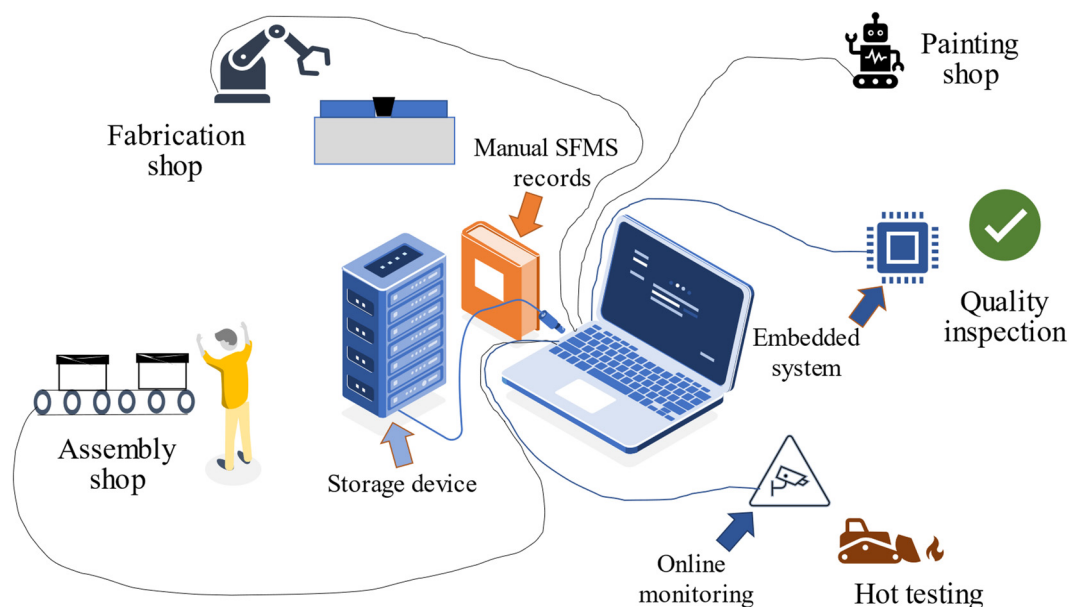 Painting
shop
Fabrication
shop
Manual SFMS
records
Quality
inspection
Embedded
system
Assembly
shop
Storage device
Online
monitoring
Hot testing